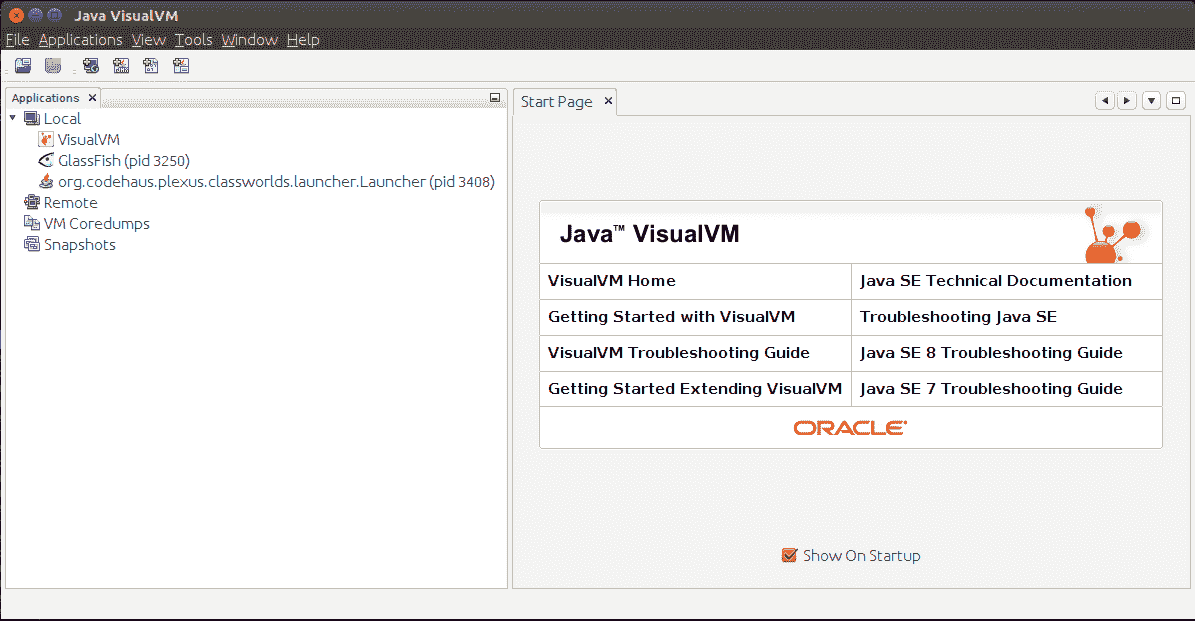 Java VisualVM
File Applications View Tools Window Help
Applications
Start Page
Local
VisualVM
GlassFish (pid 3250)
org.codehaus.plexus.classworlds.launcher.Launcher (pid 3408)
Remote
VM Coredumps
Snapshots
Java™ VisualVM
VisualVM Home
Java SE Technical Documentation
Getting Started with VisualVM
Troubleshooting Java SE
VisualVM Troubleshooting Guide
Java SE 8 Troubleshooting Guide
Getting Started Extending VisualVM
Java SE 7 Troubleshooting Guide
ORACLE
Show On Startup